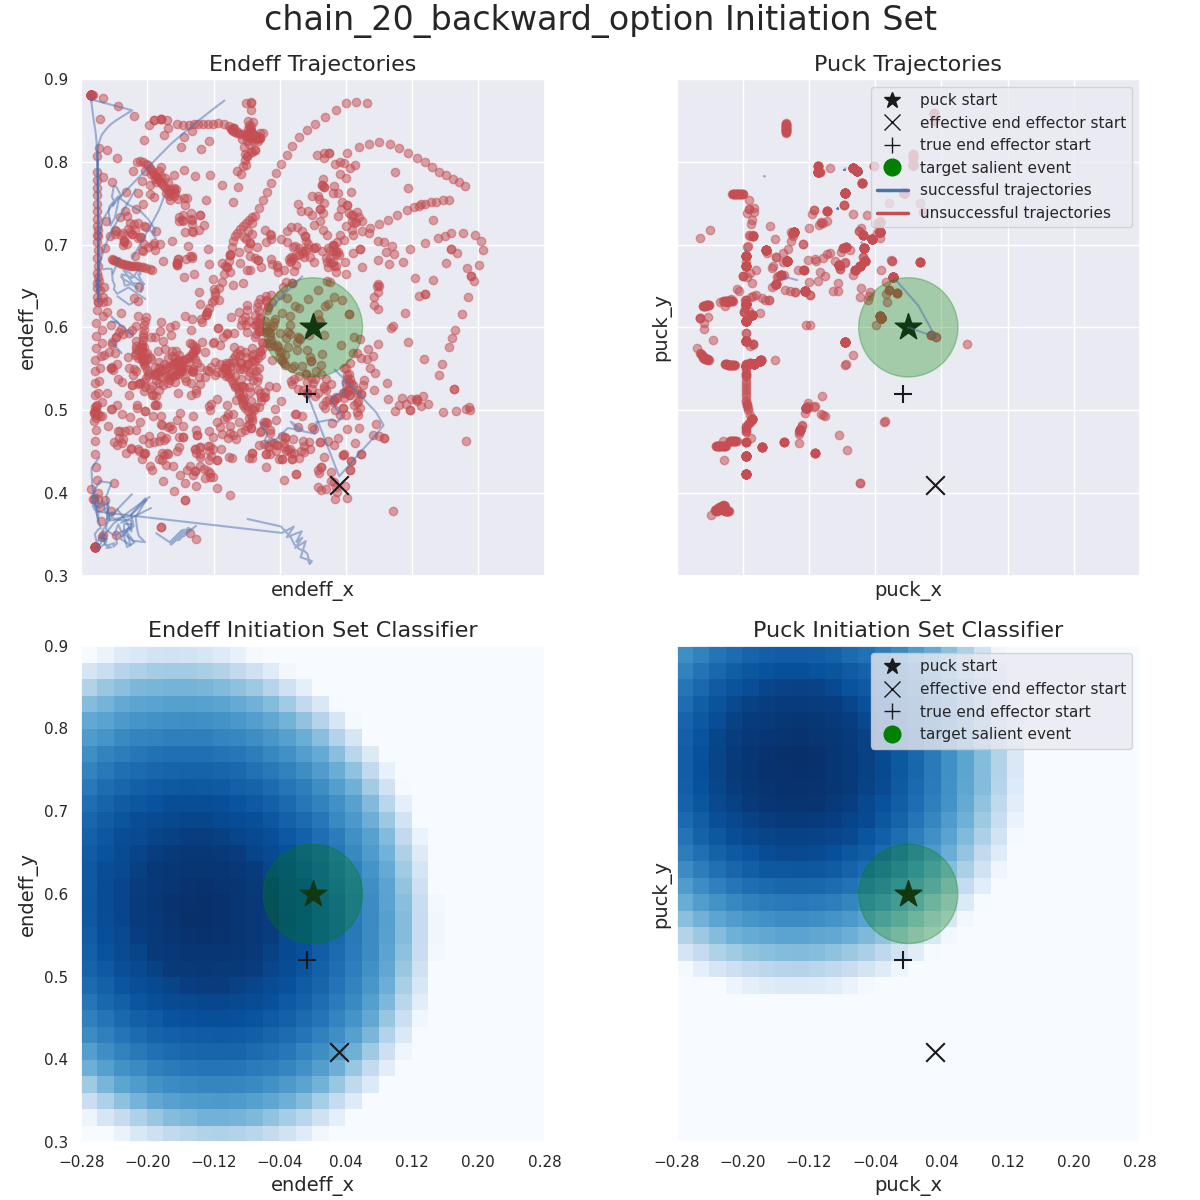 chain_20_backward_option Initiation Set
Endeff Trajectories
0.9
0.8
0.7
0.6
0.5
0.4
0.3
endeff_y
endeff_x
Puck Trajectories
puck start
effective end effector start
true end effector start
target salient event
successful trajectories
unsuccessful trajectories
puck_y
puck_x
Endeff Initiation Set Classifier
0.9
0.8
0.7
0.6
0.5
0.4
0.3
endeff_y
−0.28 −0.20 −0.12 −0.04 0.04 0.12 0.20 0.28
endeff_x
Puck Initiation Set Classifier
puck start
effective end effector start
true end effector start
target salient event
puck_y
−0.28 −0.20 −0.12 −0.04 0.04 0.12 0.20 0.28
puck_x